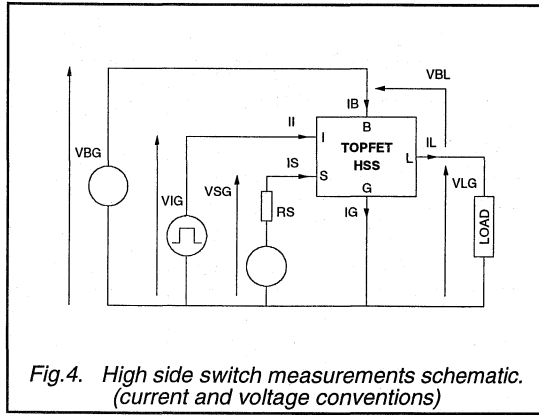 VBL
IB
B
II
I
TOPFET
HSS
L
IL
VBG
IS
S
VSG
VIG
G
VLG
RS
IG
LOAD
Fig.4. High side switch measurements schematic.
(current and voltage conventions)